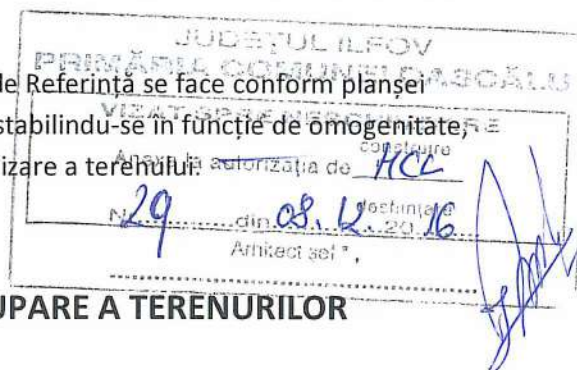 JUDEȚUL ILFOV
PRIMĂRIA COMUNEI DASCĂLU
de Referință se face conform planșei
VIZAT SPRE NESCHIMBARE
stabilindu-se în funcție de omogenitate,
construire
Anexa la autorizația de HCL
izare a terenului.
desființare
Nr. 29 din 08. 12. 2016
Arhitect șef *,
UPARE A TERENURILOR